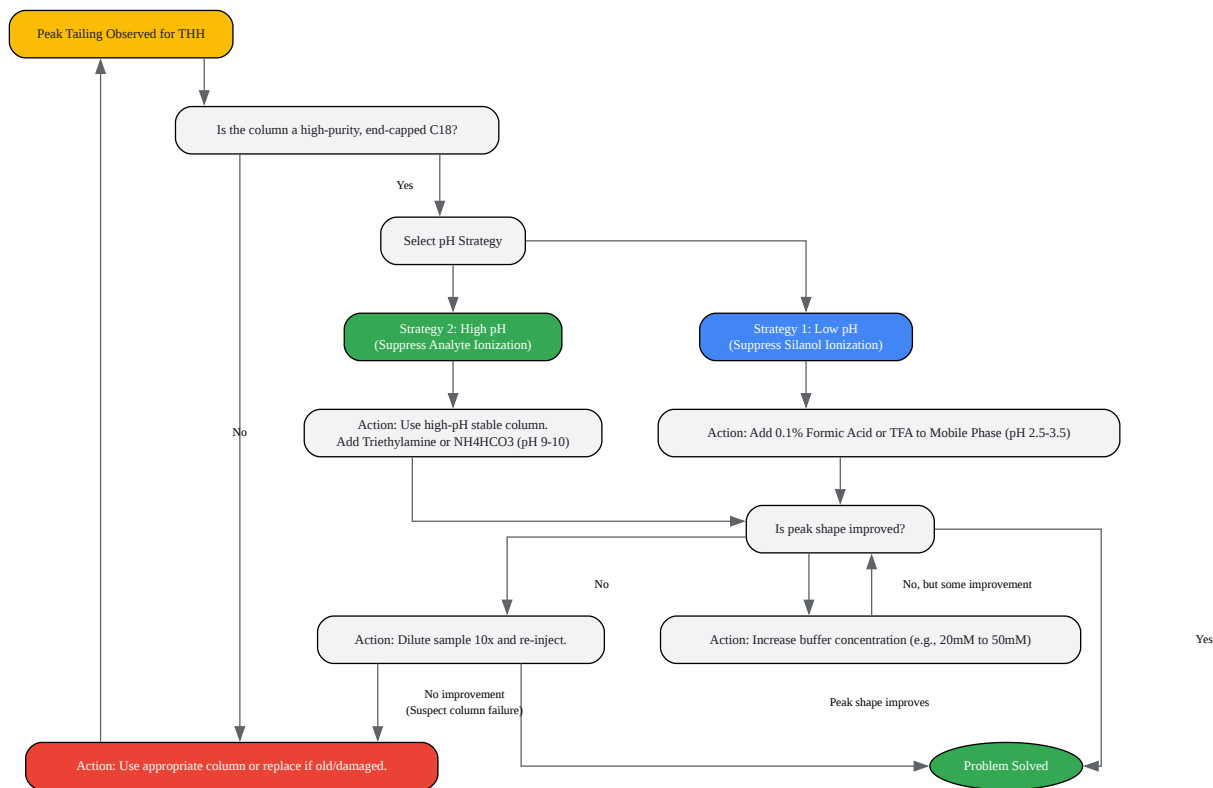 Peak Tailing Observed for THH
Is the column a high-purity, end-capped C18?
Yes
Select pH Strategy
Strategy 2: High pH
(Suppress Analyte Ionization)
Strategy 1: Low pH
(Suppress Silanol Ionization)
Action: Use high-pH stable column.
Add Triethylamine or NH4HCO3 (pH 9-10)
Action: Add 0.1% Formic Acid or TFA to Mobile Phase (pH 2.5-3.5)
No
Is peak shape improved?
No
No, but some improvement
Action: Dilute sample 10x and re-inject.
Action: Increase buffer concentration (e.g., 20mM to 50mM)
Yes
No improvement
(Suspect column failure)
Peak shape improves
Action: Use appropriate column or replace if old/damaged.
Problem Solved